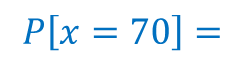 P[x = 70] =